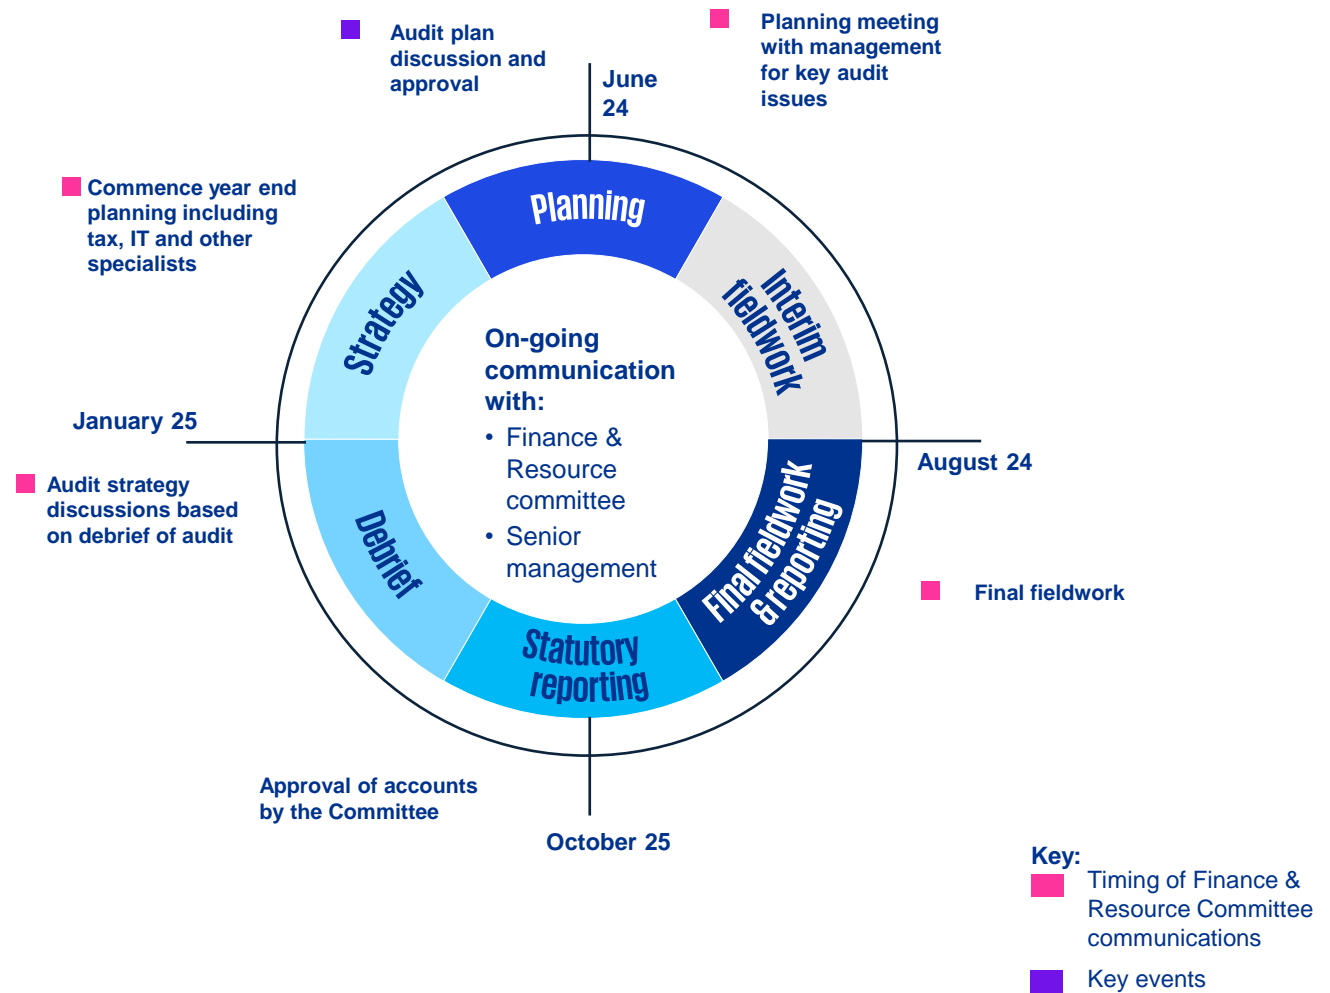 Audit plan
discussion and
approval
June
24
Planning meeting
with management
for key audit
issues
Commence year end
planning including
tax, IT and other
specialists
Planning
Interim
fieldwork
Strategy
On-going
communication
with:
• Finance &
Resource
committee
• Senior
management
January 25
August 24
Audit strategy
discussions based
on debrief of audit
Debrief
Final fieldwork
& reporting
Final fieldwork
Statutory
reporting
Approval of accounts
by the Committee
October 25
Key:
Timing of Finance &
Resource Committee
communications
Key events